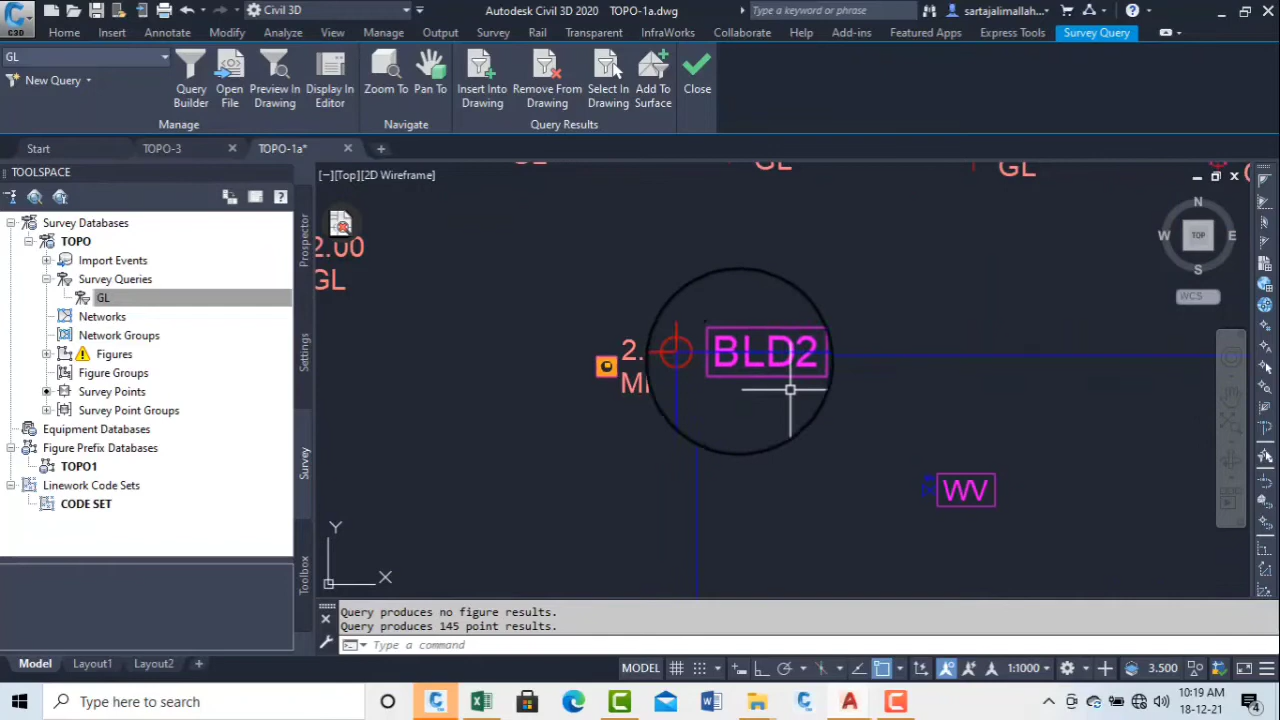 C3D
Civil 3D
Autodesk Civil 3D 2020 TOPO-1a.dwg
Type a keyword or phrase
sartajalimallah...
Home Insert Annotate Modify Analyze View Manage Output Survey Rail Transparent InfraWorks Collaborate Help Add-ins Featured Apps Express Tools Survey Query
GL
New Query
Query Builder
Open File
Preview In Drawing
Display In Editor
Zoom To
Pan To
Insert Into Drawing
Remove From Drawing
Select In Drawing
Add To Surface
Close
Manage
Navigate
Query Results
Start
TOPO-3
TOPO-1a*
TOOLSPACE
[−][Top][2D Wireframe]
GL
GL
Survey Databases
TOPO
Import Events
Survey Queries
GL
Networks
Network Groups
Figures
Figure Groups
Survey Points
Survey Point Groups
Equipment Databases
Figure Prefix Databases
TOPO1
Linework Code Sets
CODE SET
Prospector
Settings
Survey
Toolbox
N
W TOP E
S
WCS
2.00
GL
2.
BLD2
WV
Y
X
Query produces no figure results.
Query produces 145 point results.
Type a command
Model Layout1 Layout2
MODEL
1:1000
3.500
Type here to search
10:19 AM
18-12-21
4